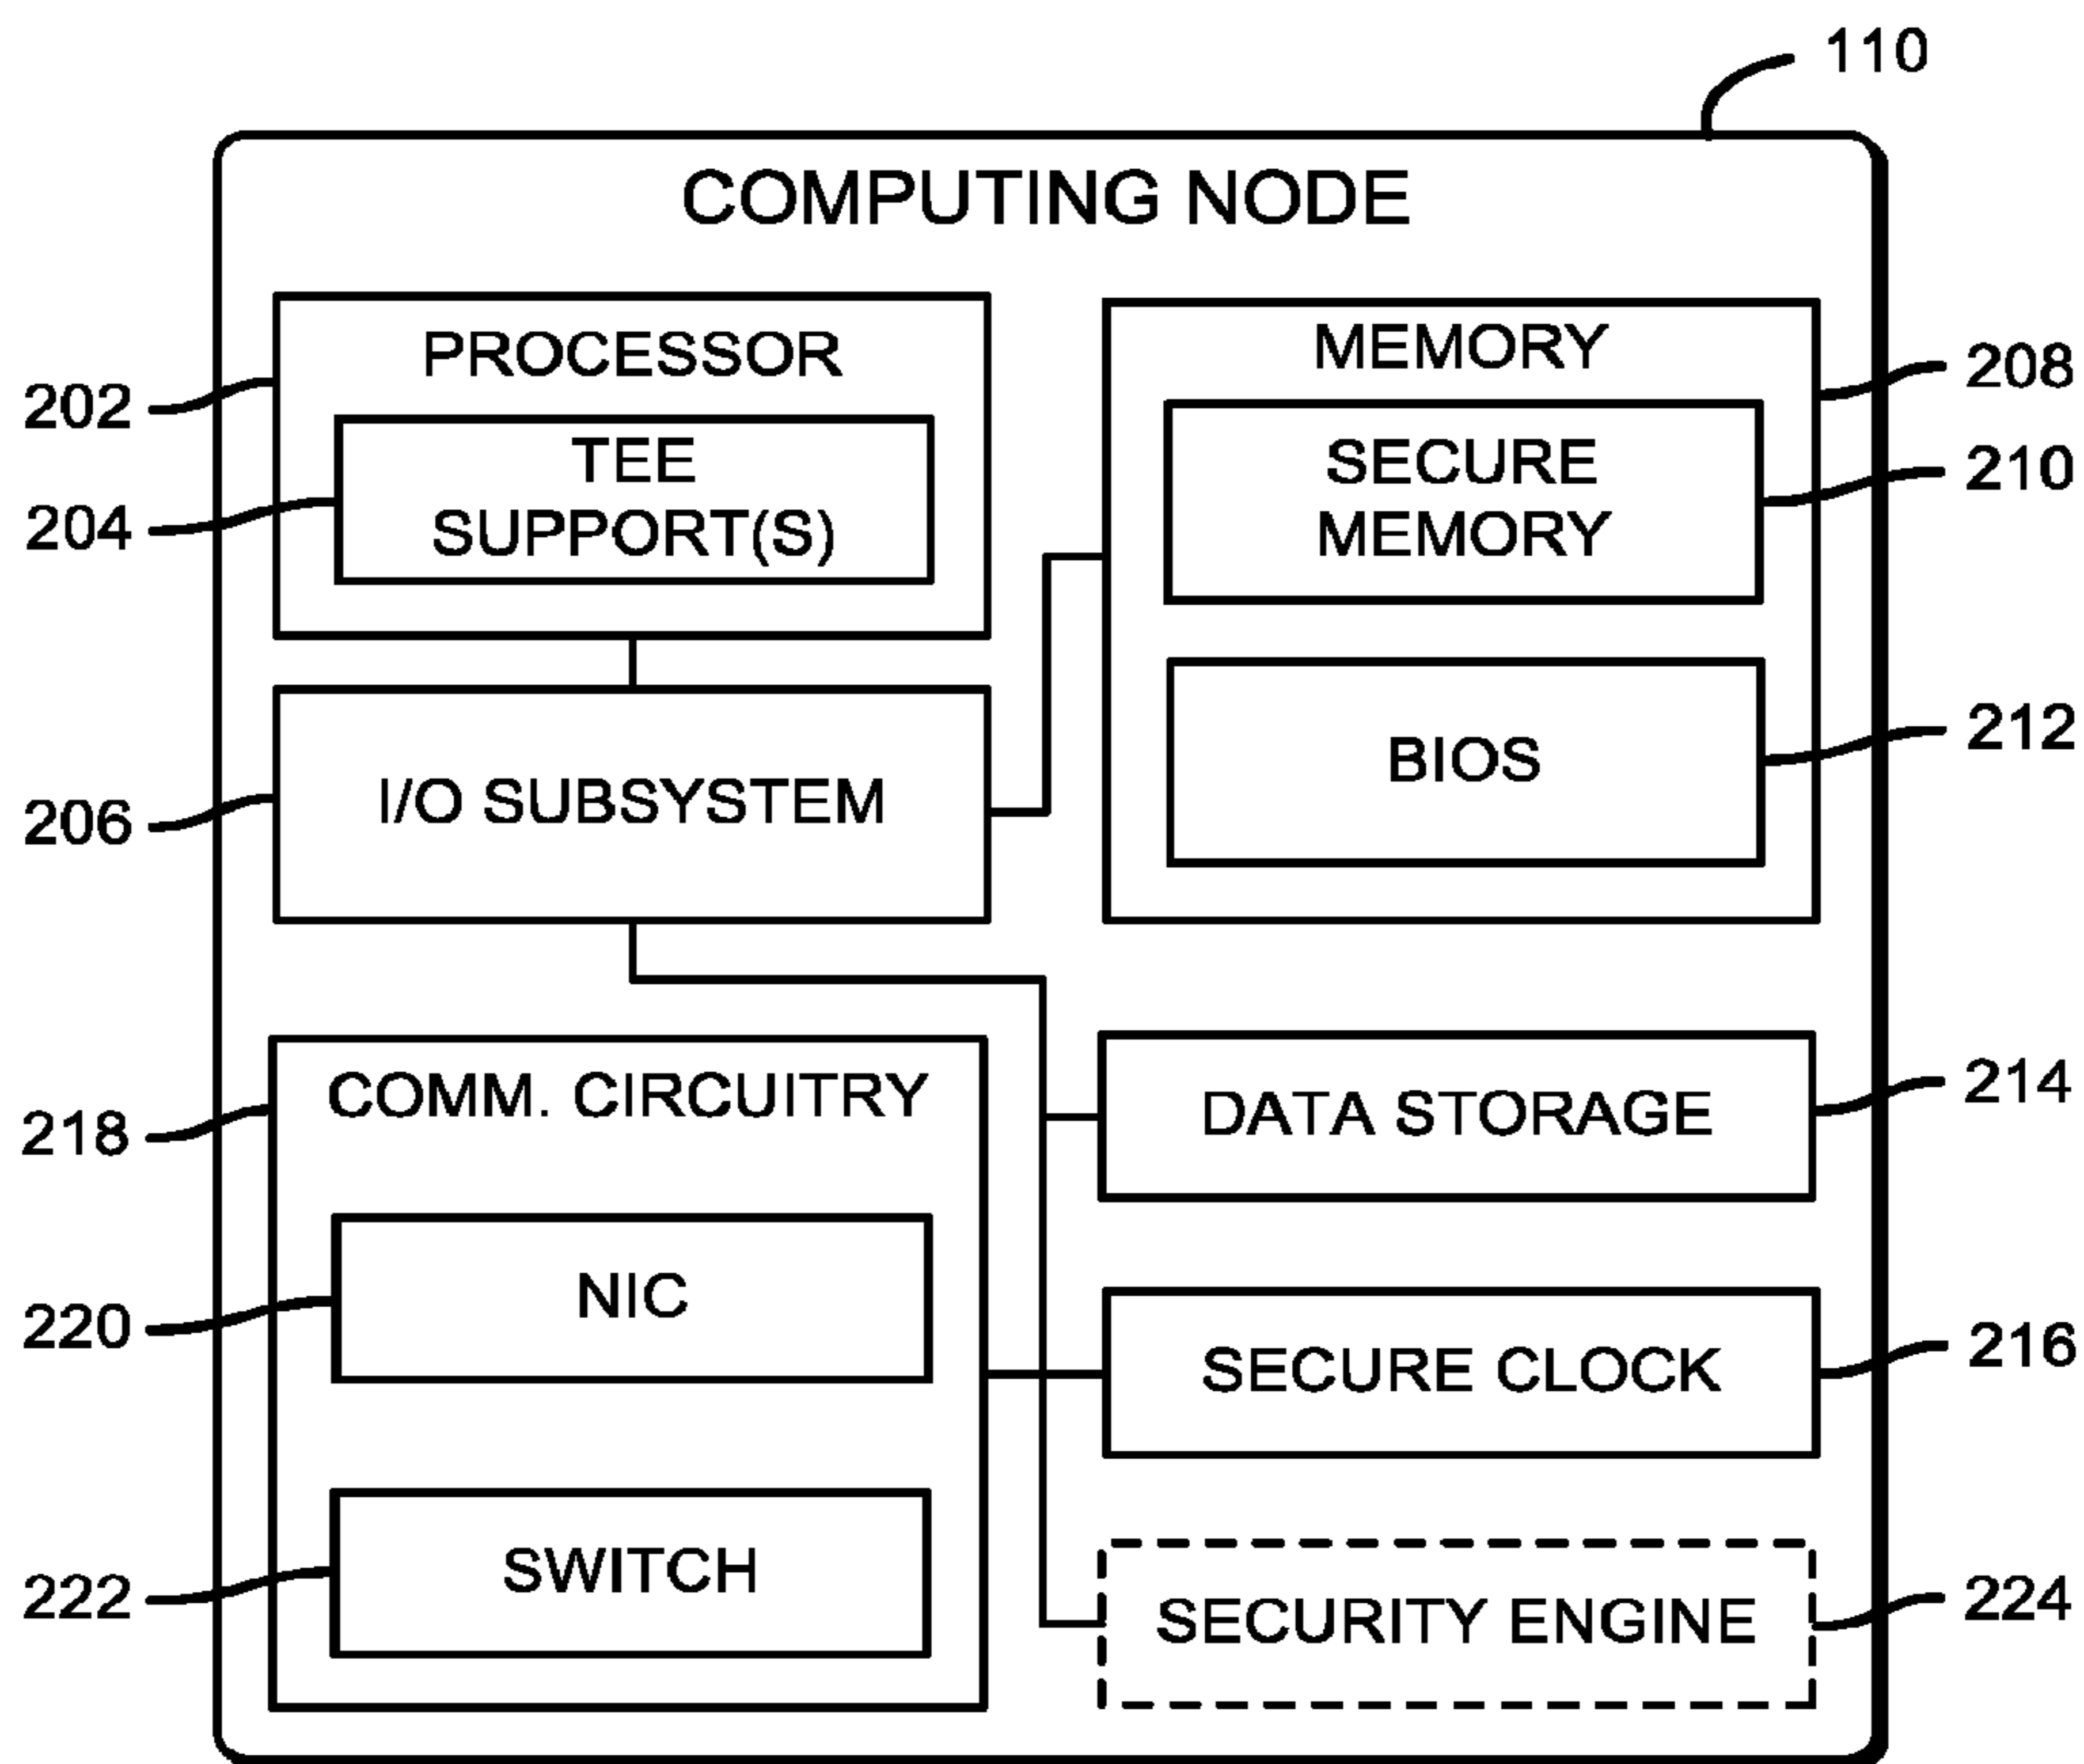 110
COMPUTING NODE
PROCESSOR
202
TEE
SUPPORT(S)
204
MEMORY
208
SECURE
MEMORY
210
BIOS
212
I/O SUBSYSTEM
206
COMM. CIRCUITRY
218
NIC
220
SWITCH
222
DATA STORAGE
214
SECURE CLOCK
216
SECURITY ENGINE
224